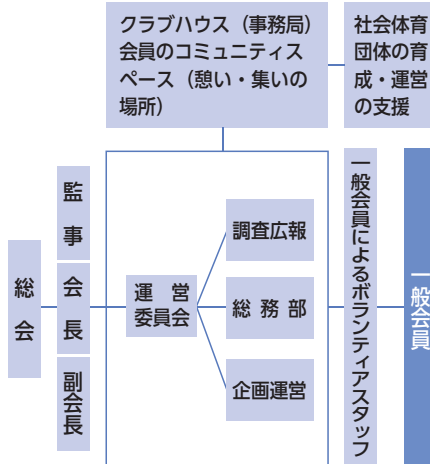 クラブハウス（事務局）
会員のコミュニティス
ペース（憩い・集いの
場所）
社会体育
団体の育
成・運営
の支援
総会
監事
会長
副会長
運営
委員会
調査広報
総務部
企画運営
一般会員によるボランティアスタッフ
一般会員